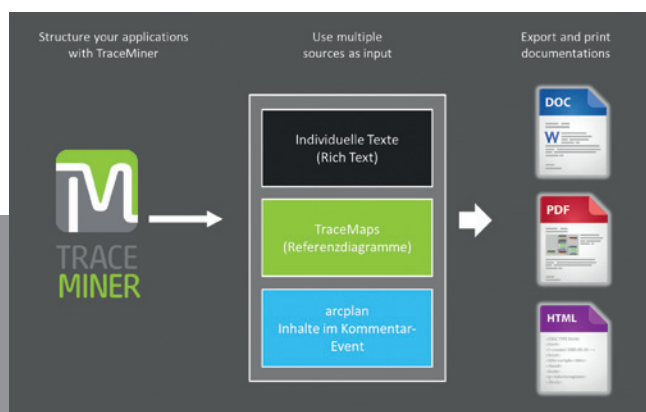 Structure your applications
with TraceMiner
Use multiple
sources as input
Export and print
documentations
TRACE
MINER
Individuelle Texte
(Rich Text)
TraceMaps
(Referenzdiagramme)
arcplan
Inhalte im Kommentar-
Event
DOC
W
PDF
HTML